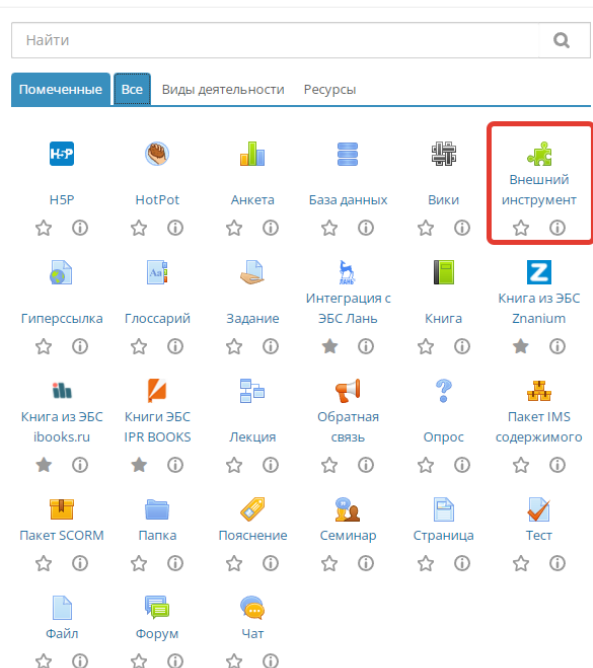 Найти
Помеченные Все Виды деятельности Ресурсы
H5P
H5P HotPot Анкета База данных Вики Внешний
инструмент
Aa
Гиперссылка Глоссарий Задание Интеграция с
ЭБС Лань Книга Z
Книга из ЭБС
Znanium
Книга из ЭБС
ibooks.ru Книги ЭБС
IPR BOOKS Лекция Обратная
связь Опрос Пакет IMS
содержимого
Пакет SCORM Папка Пояснение Семинар Страница Тест
Файл Форум Чат